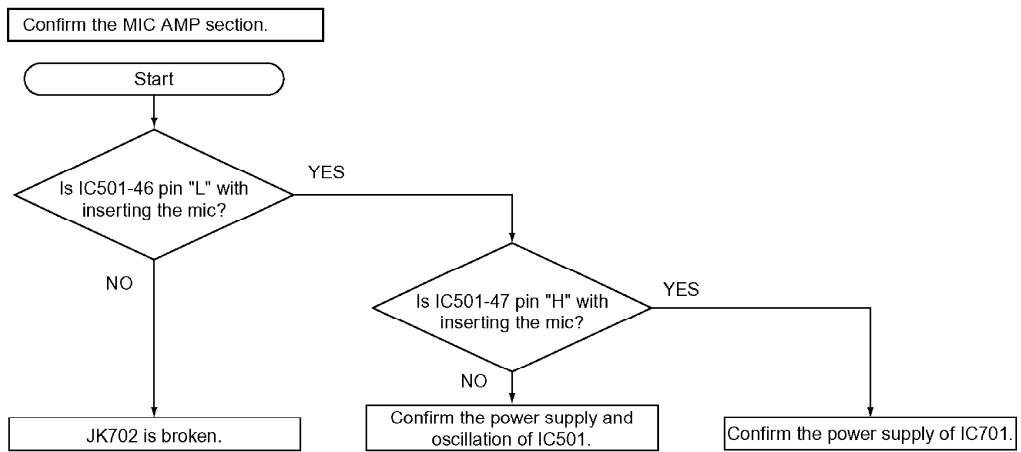 Confirm the MIC AMP section.
Start
Is IC501-46 pin "L" with
inserting the mic?
YES
NO
Is IC501-47 pin "H" with
inserting the mic?
YES
NO
JK702 is broken.
Confirm the power supply and
oscillation of IC501.
Confirm the power supply of IC701.